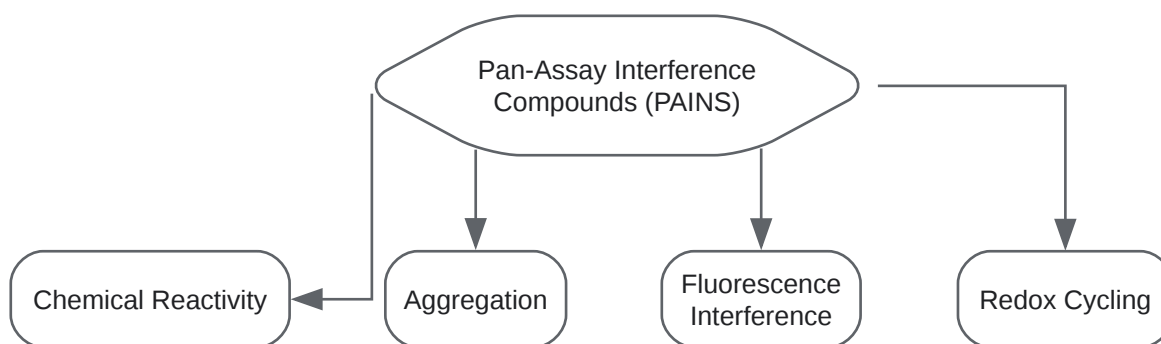 Pan-Assay Interference
Compounds (PAINS)
Chemical Reactivity
Aggregation
Fluorescence
Interference
Redox Cycling